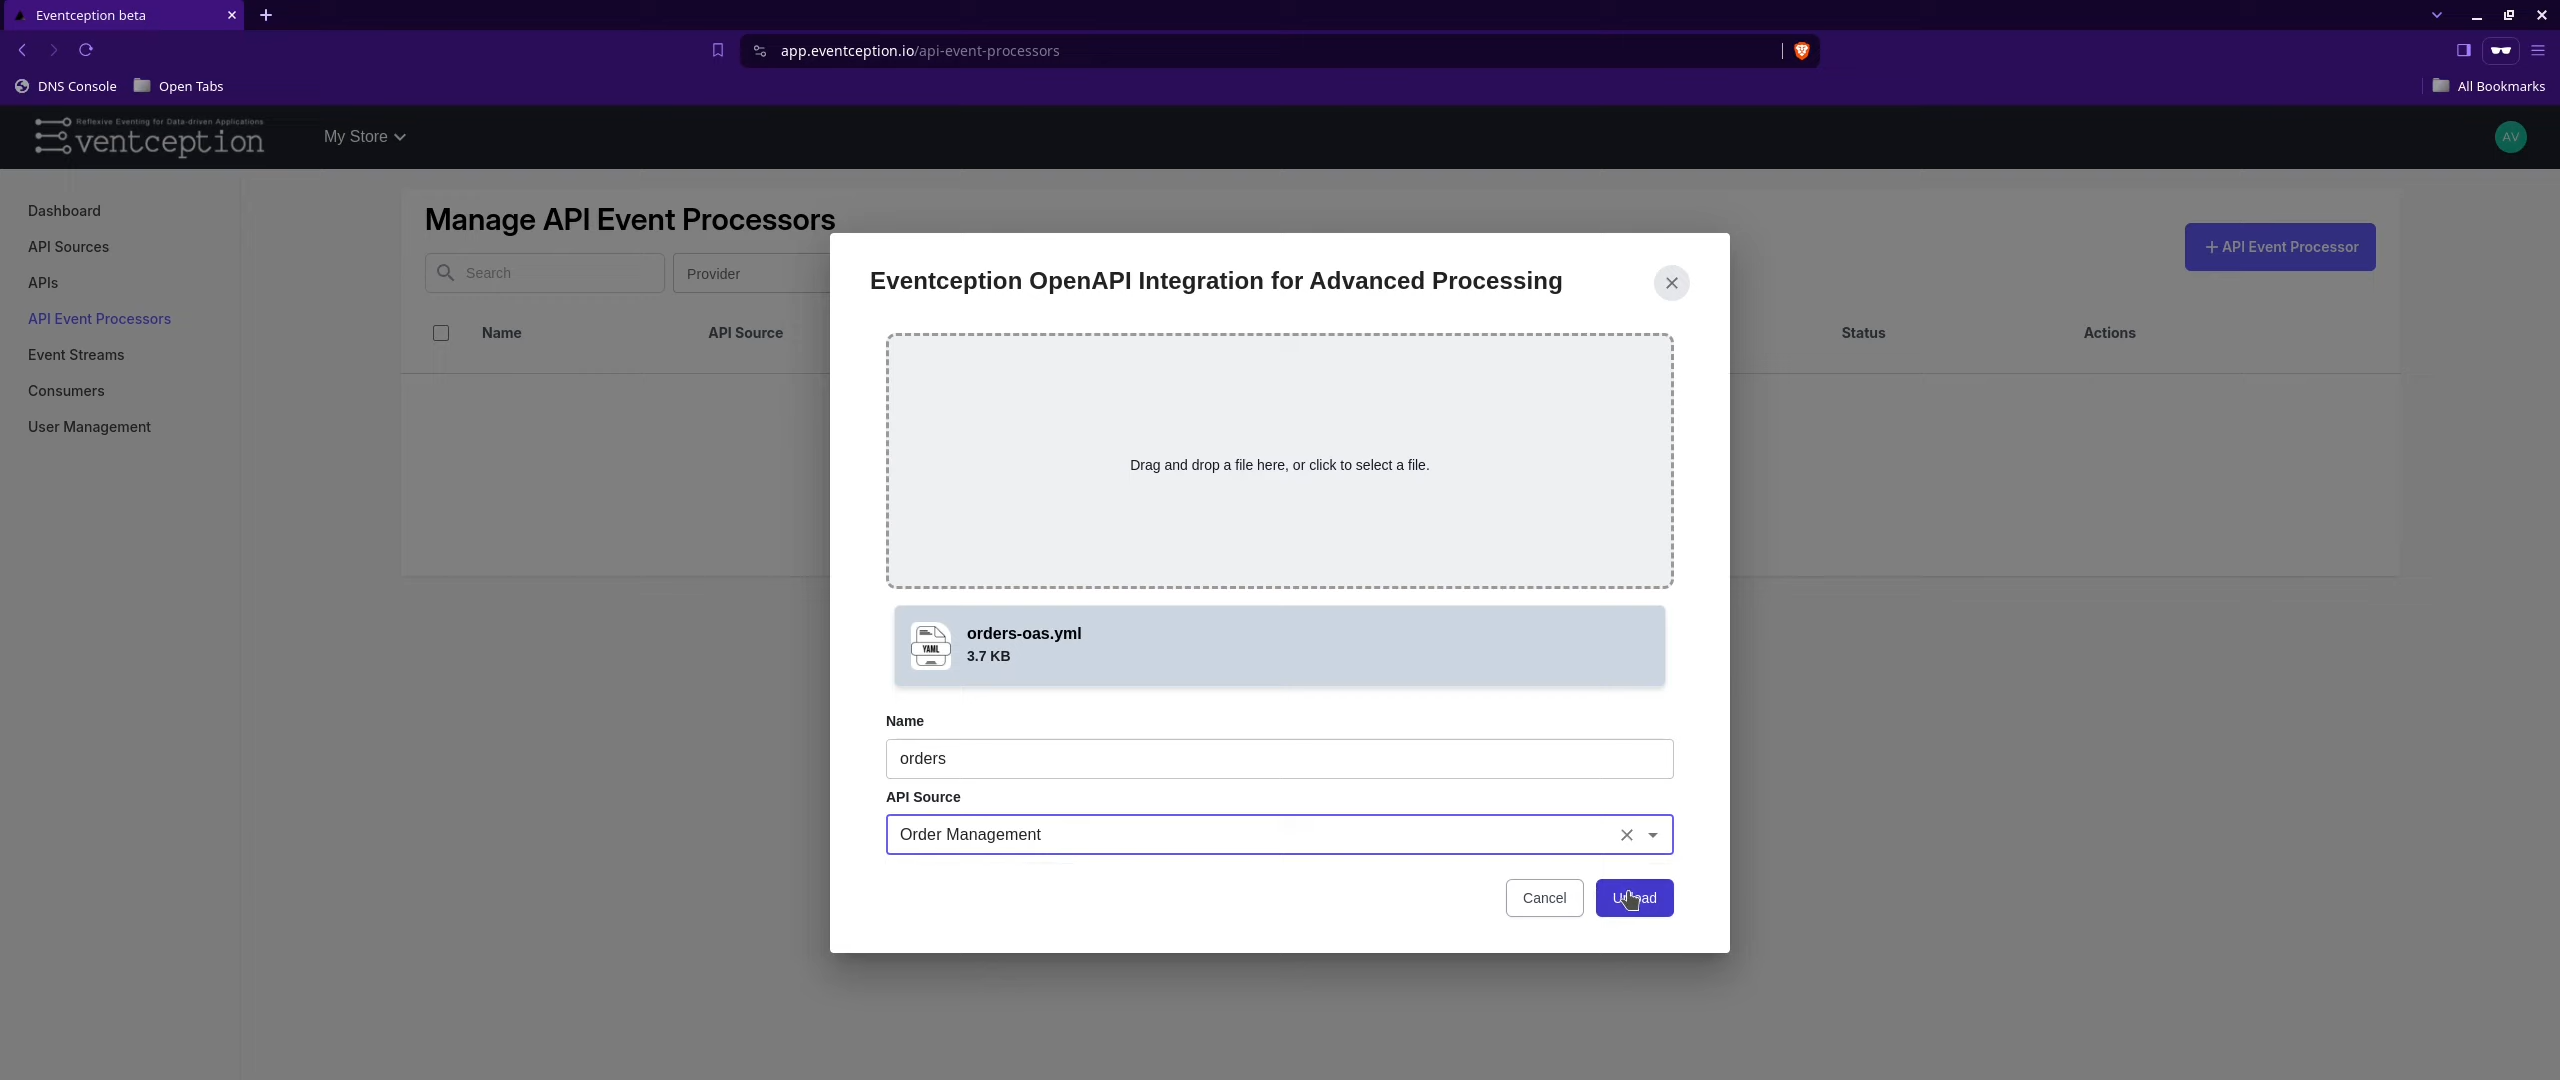 Eventception beta
app.eventception.io/api-event-processors
DNS Console
Open Tabs
All Bookmarks
Reflexive Eventing for Data-driven Applications
ventception
My Store
AV
Dashboard
API Sources
APIs
API Event Processors
Event Streams
Consumers
User Management
Manage API Event Processors
Search
Provider
+ API Event Processor
Name
API Source
Status
Actions
Eventception OpenAPI Integration for Advanced Processing
Drag and drop a file here, or click to select a file.
YAML
orders-oas.yml
3.7 KB
Name
orders
API Source
Order Management
Cancel
Upload